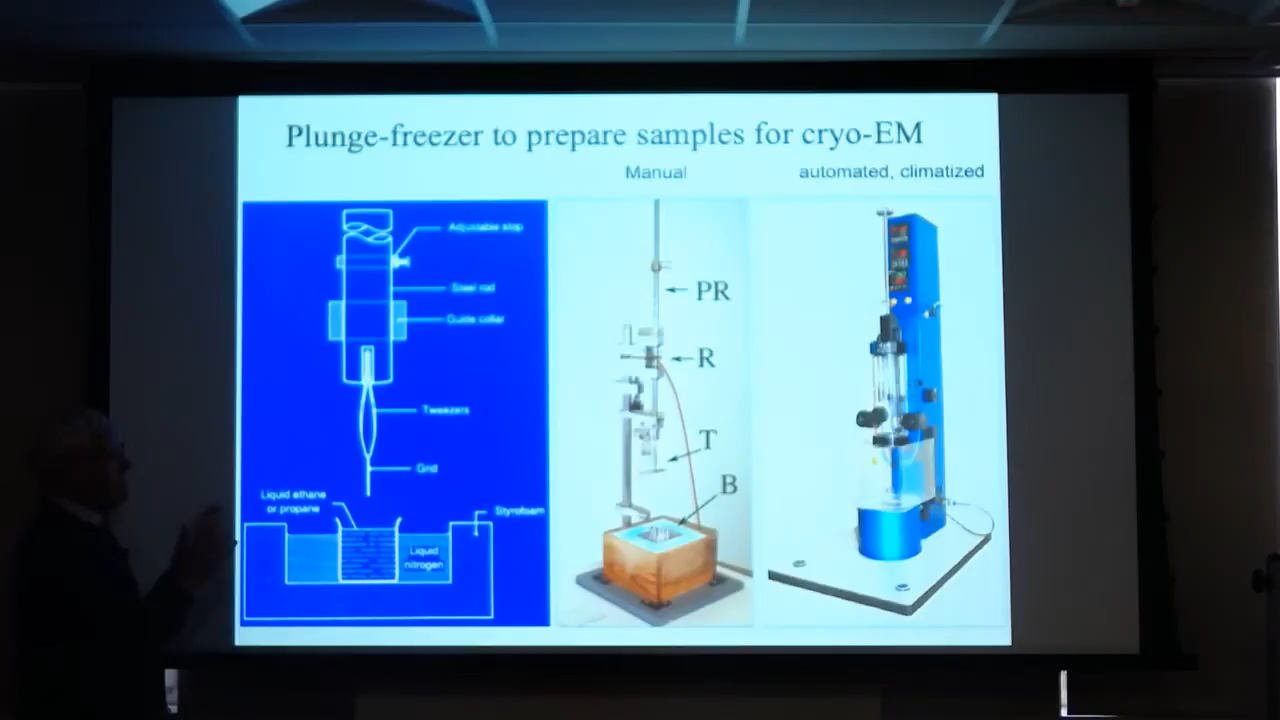 Plunge-freezer to prepare samples for cryo-EM
Manual
automated, climatized
Adjustable stop
Steel rod
Guide collar
Tweezers
Grid
Liquid ethane
or propane
Styrofoam
Liquid
nitrogen
PR
R
T
B